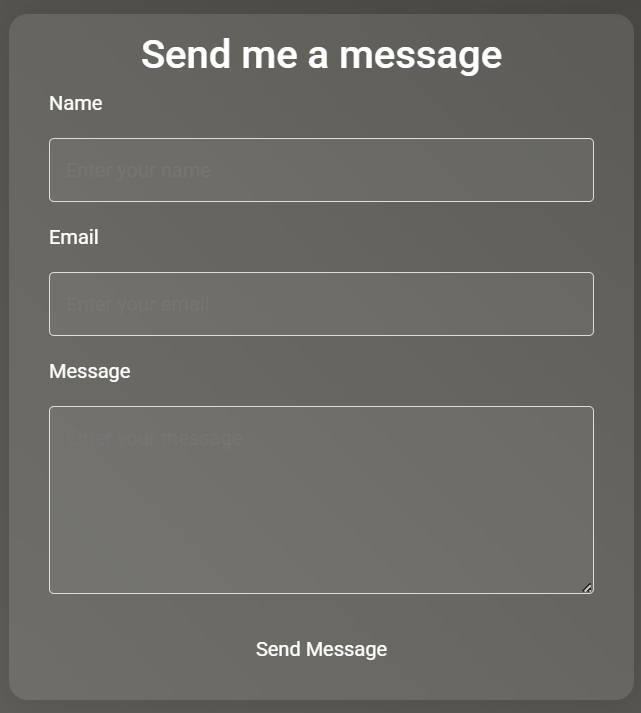 Send me a message
Name
Enter your name
Email
Enter your email
Message
Enter your message
Send Message